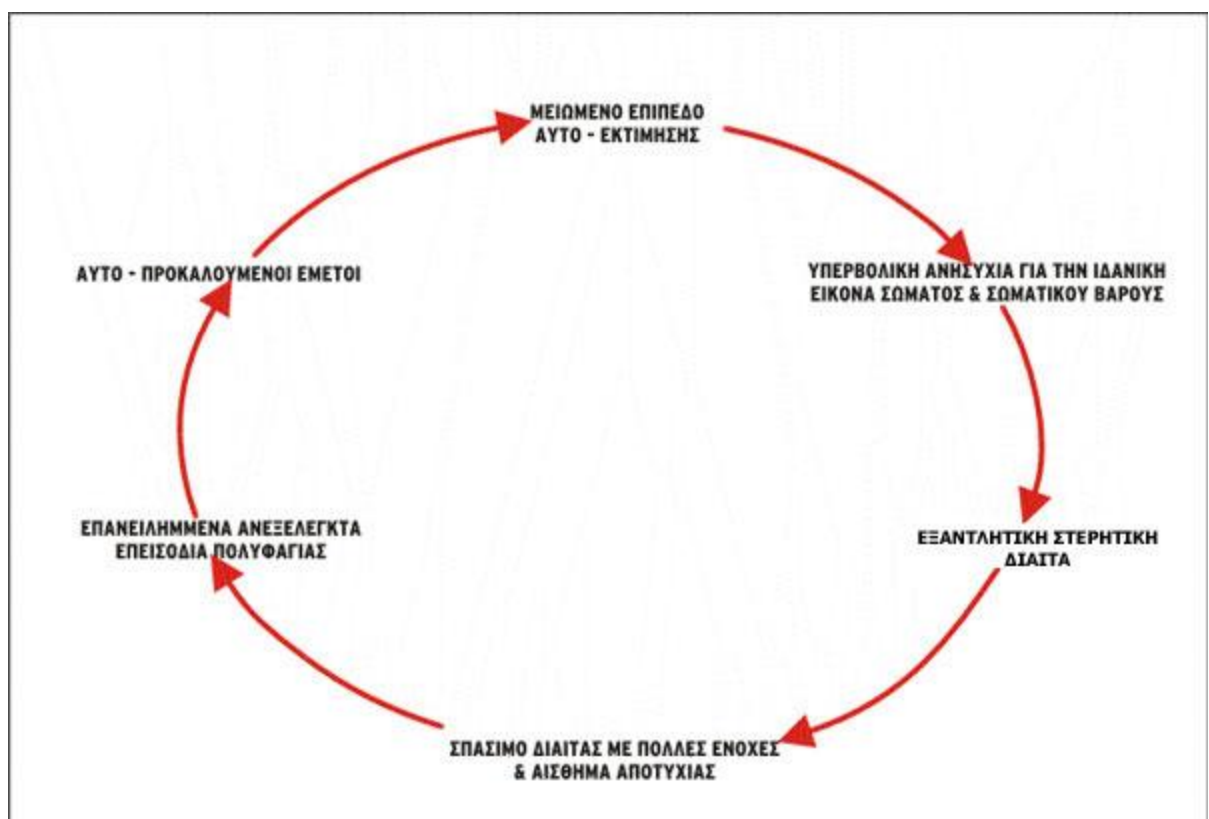 ΜΕΙΩΜΕΝΟ ΕΠΙΠΕΔΟ
ΑΥΤΟ - ΕΚΤΙΜΗΣΗΣ
ΥΠΕΡΒΟΛΙΚΗ ΑΝΗΣΥΧΙΑ ΓΙΑ ΤΗΝ ΙΔΑΝΙΚΗ
ΕΙΚΟΝΑ ΣΩΜΑΤΟΣ & ΣΩΜΑΤΙΚΟΥ ΒΑΡΟΥΣ
ΕΞΑΝΤΛΗΤΙΚΗ ΣΤΕΡΗΤΙΚΗ
ΔΙΑΙΤΑ
ΣΠΑΣΙΜΟ ΔΙΑΙΤΑΣ ΜΕ ΠΟΛΛΕΣ ΕΝΟΧΕΣ
& ΑΙΣΘΗΜΑ ΑΠΟΤΥΧΙΑΣ
ΕΠΑΝΕΙΛΗΜΜΕΝΑ ΑΝΕΞΕΛΕΓΚΤΑ
ΕΠΕΙΣΟΔΙΑ ΠΟΛΥΦΑΓΙΑΣ
ΑΥΤΟ - ΠΡΟΚΑΛΟΥΜΕΝΟΙ ΕΜΕΤΟΙ